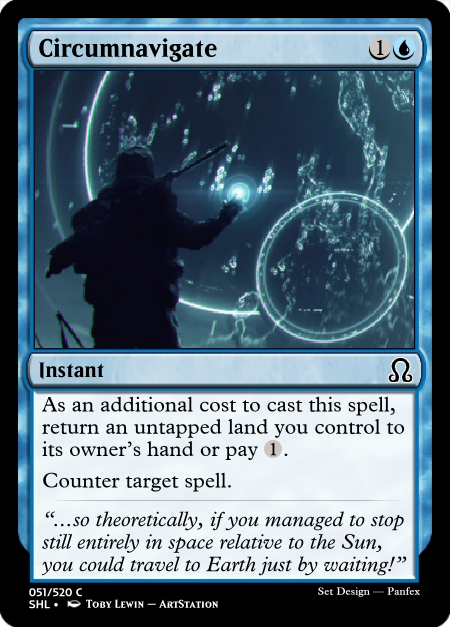 Circumnavigate 1
Instant
As an additional cost to cast this spell,
return an untapped land you control to
its owner's hand or pay 1.
Counter target spell.
“…so theoretically, if you managed to stop
still entirely in space relative to the Sun,
you could travel to Earth just by waiting!”
051/520 C
Set Design — Panfex
SHL • Toby Lewin — ArtStation